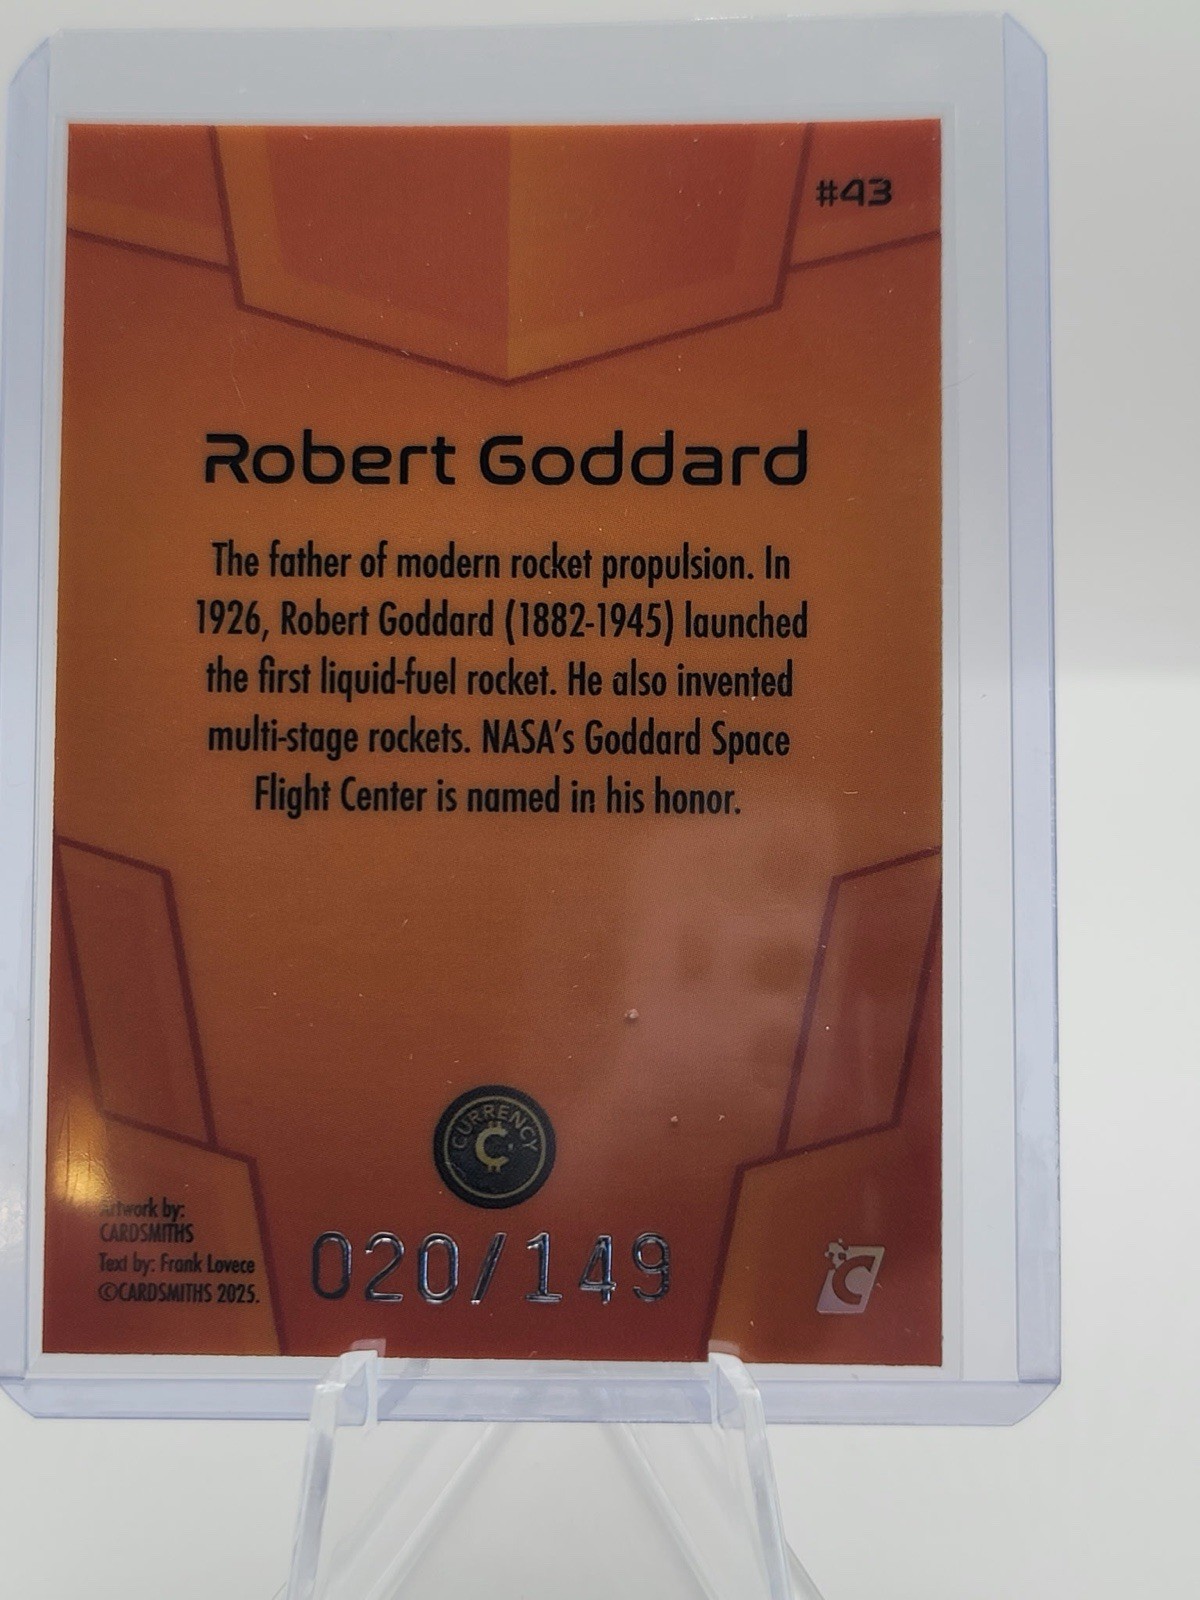 #43
Robert Goddard
The father of modern rocket propulsion. In
1926, Robert Goddard (1882-1945) launched
the first liquid-fuel rocket. He also invented
multi-stage rockets. NASA's Goddard Space
Flight Center is named in his honor.
CURRENCY
C
Artwork by:
CARDSMITHS
Text by: Frank Lovece
©CARDSMITHS 2025.
020/149
C